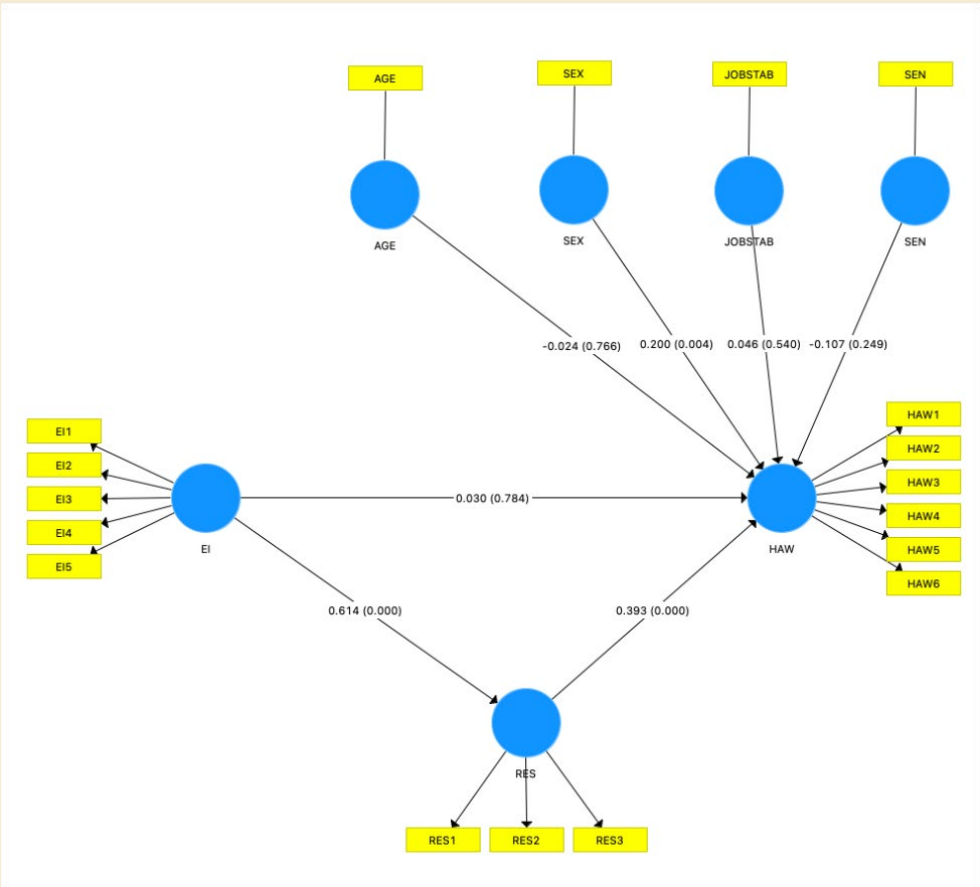 AGE
SEX
JOBSTAB
SEN
AGE
SEX
JOBSTAB
SEN
-0.024 (0.766)
0.200 (0.004)
0.046 (0.540)
-0.107 (0.249)
EI1
EI2
EI3
EI4
EI5
EI
0.030 (0.784)
HAW
HAW1
HAW2
HAW3
HAW4
HAW5
HAW6
0.614 (0.000)
0.393 (0.000)
RES
RES1
RES2
RES3